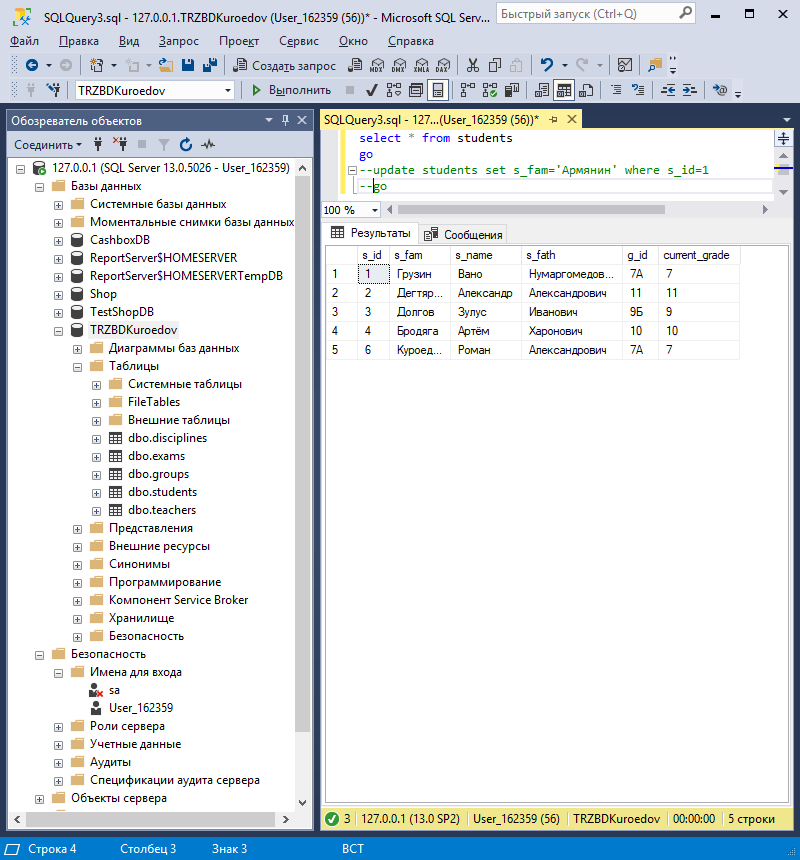 SQLQuery3.sql - 127.0.0.1.TRZBDKuroedov (User_162359 (56))* - Microsoft SQL Serv...
Быстрый запуск (Ctrl+Q)
Файл Правка Вид Запрос Проект Сервис Окно Справка
Создать запрос
MDX DMX XMLA DAX
TRZBDKuroedov
Выполнить
Обозреватель объектов
Соединить
127.0.0.1 (SQL Server 13.0.5026 - User_162359)
Базы данных
Системные базы данных
Моментальные снимки базы данных
CashboxDB
ReportServer$HOMESERVER
ReportServer$HOMESERVERTempDB
Shop
TestShopDB
TRZBDKuroedov
Диаграммы баз данных
Таблицы
Системные таблицы
FileTables
Внешние таблицы
dbo.disciplines
dbo.exams
dbo.groups
dbo.students
dbo.teachers
Представления
Внешние ресурсы
Синонимы
Программирование
Компонент Service Broker
Хранилище
Безопасность
Безопасность
Имена для входа
sa
User_162359
Роли сервера
Учетные данные
Аудиты
Спецификации аудита сервера
Объекты сервера
SQLQuery3.sql - 127...(User_162359 (56))*
select * from students
go
--update students set s_fam='Армянин' where s_id=1
--go
100 %
Результаты Сообщения
s_id s_fam s_name s_fath g_id current_grade
1 1 Грузин Вано Нумаргомедов... 7А 7
2 2 Дегтяр... Александр Александрович 11 11
3 3 Долгов Зулус Иванович 9Б 9
4 4 Бродяга Артём Харонович 10 10
5 6 Куроед... Роман Александрович 7А 7
3 127.0.0.1 (13.0 SP2) User_162359 (56) TRZBDKuroedov 00:00:00 5 строки
Строка 4 Столбец 3 Знак 3 ВСТ